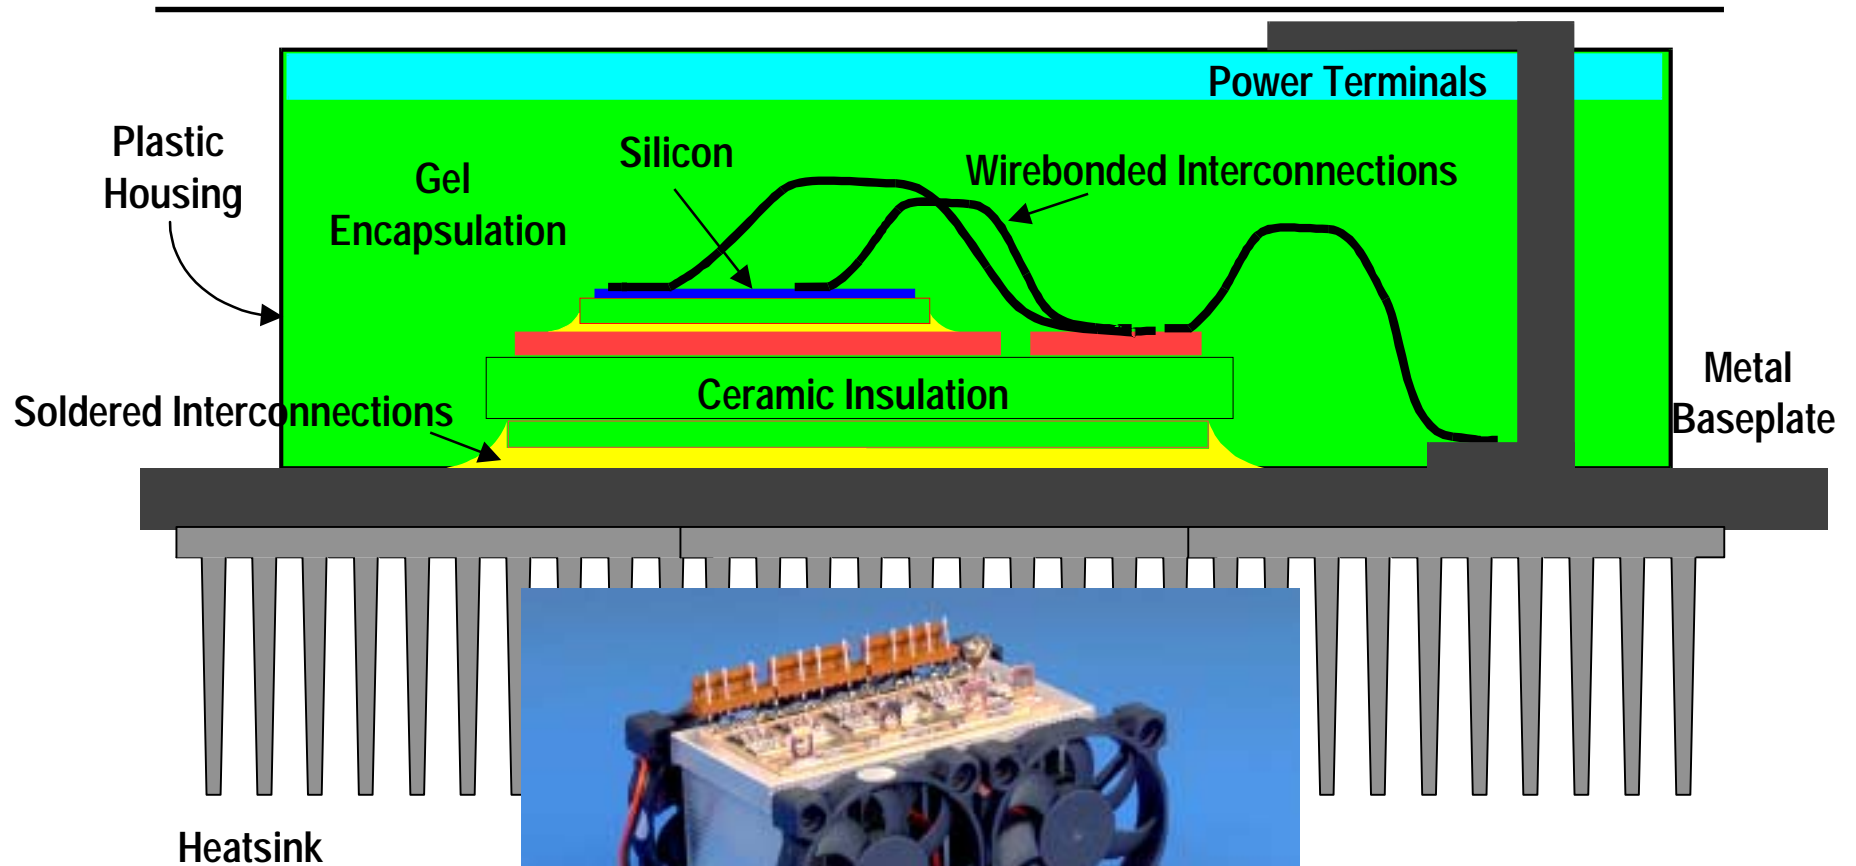 Power Terminals
Plastic
Housing
Silicon
Gel
Encapsulation
Wirebonded Interconnections
Ceramic Insulation
Metal
Baseplate
Soldered Interconnections
Heatsink